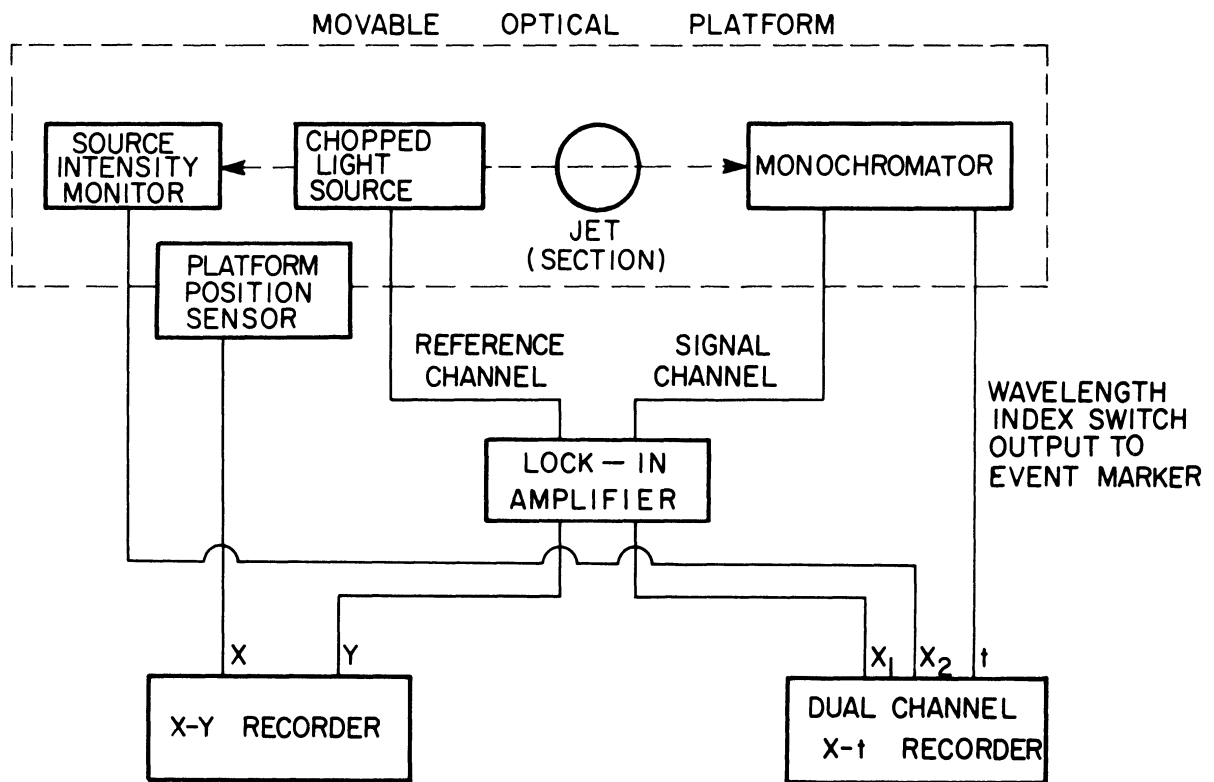 MOVABLE OPTICAL PLATFORM
SOURCE
INTENSITY
MONITOR
CHOPPED
LIGHT
SOURCE
JET
(SECTION)
MONOCHROMATOR
PLATFORM
POSITION
SENSOR
REFERENCE
CHANNEL
SIGNAL
CHANNEL
WAVELENGTH
INDEX SWITCH
OUTPUT TO
EVENT MARKER
LOCK-IN
AMPLIFIER
X
Y
X1
X2
t
X-Y RECORDER
DUAL CHANNEL
X-t RECORDER